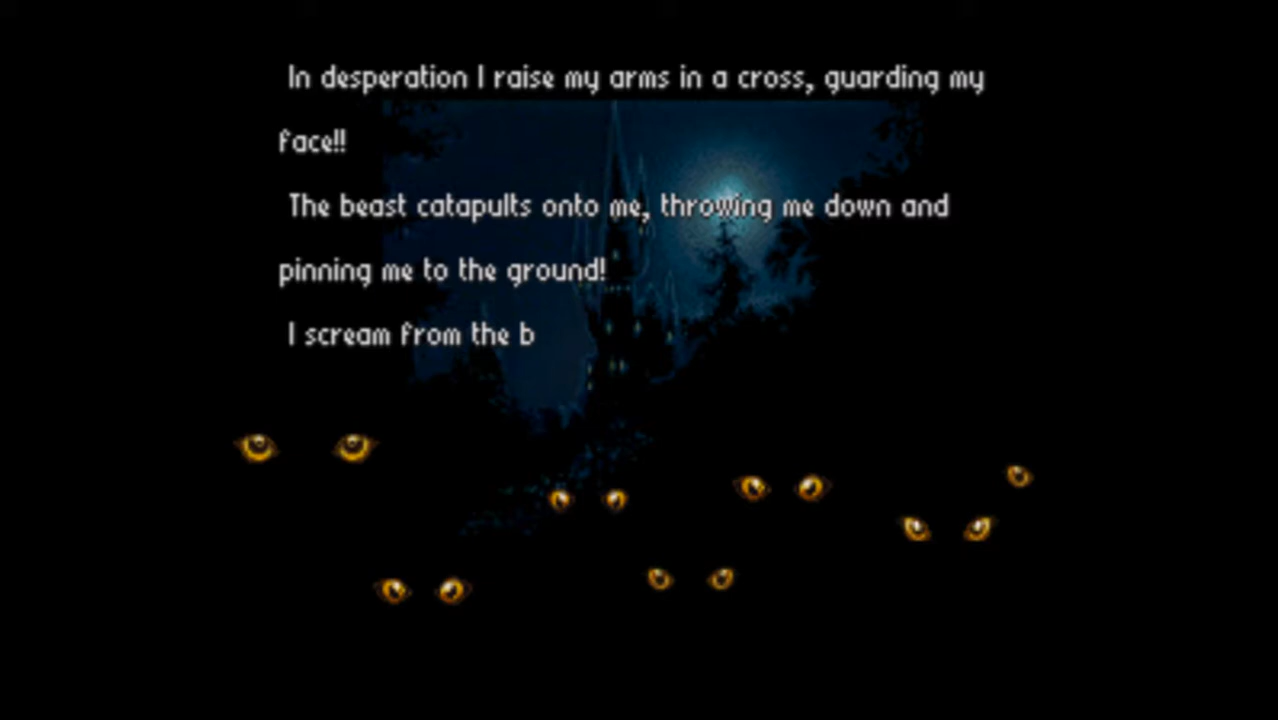 In desperation I raise my arms in a cross, guarding my
face!!
The beast catapults onto me, throwing me down and
pinning me to the ground!
I scream from the b